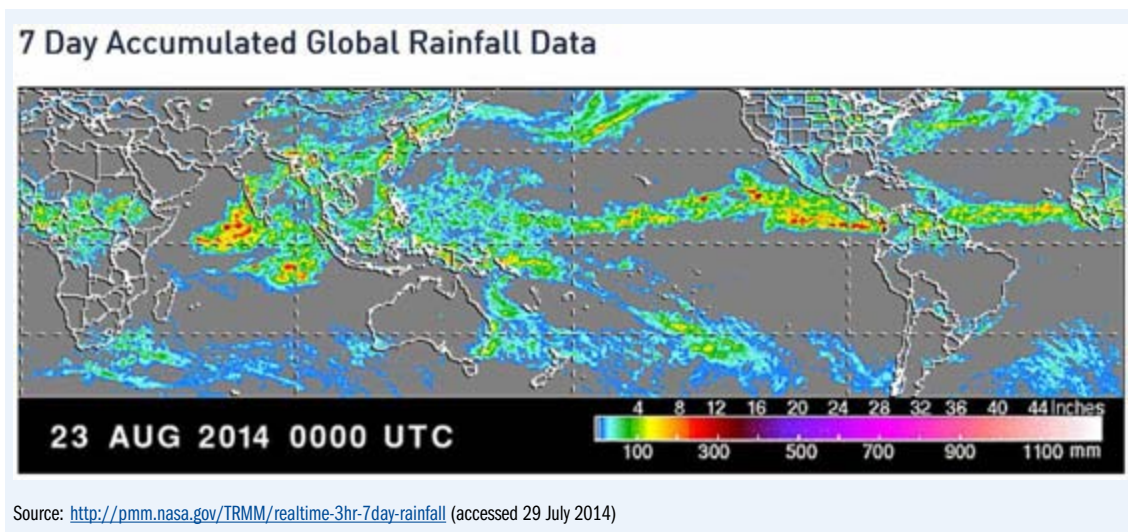 7 Day Accumulated Global Rainfall Data
4 8 12 16 20 24 28 32 36 40 44 Inches
23 AUG 2014 0000 UTC
100 300 500 700 900 1100 mm
Source: http://pmm.nasa.gov/TRMM/realtime-3hr-7day-rainfall (accessed 29 July 2014)